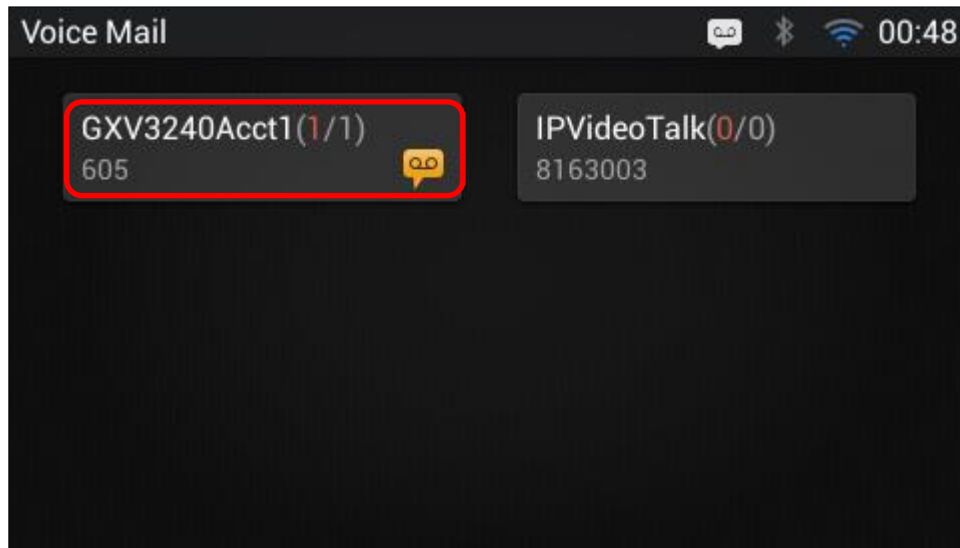 Voice Mail
00:48
GXV3240Acct1(1/1)
605
IPVideoTalk(0/0)
8163003